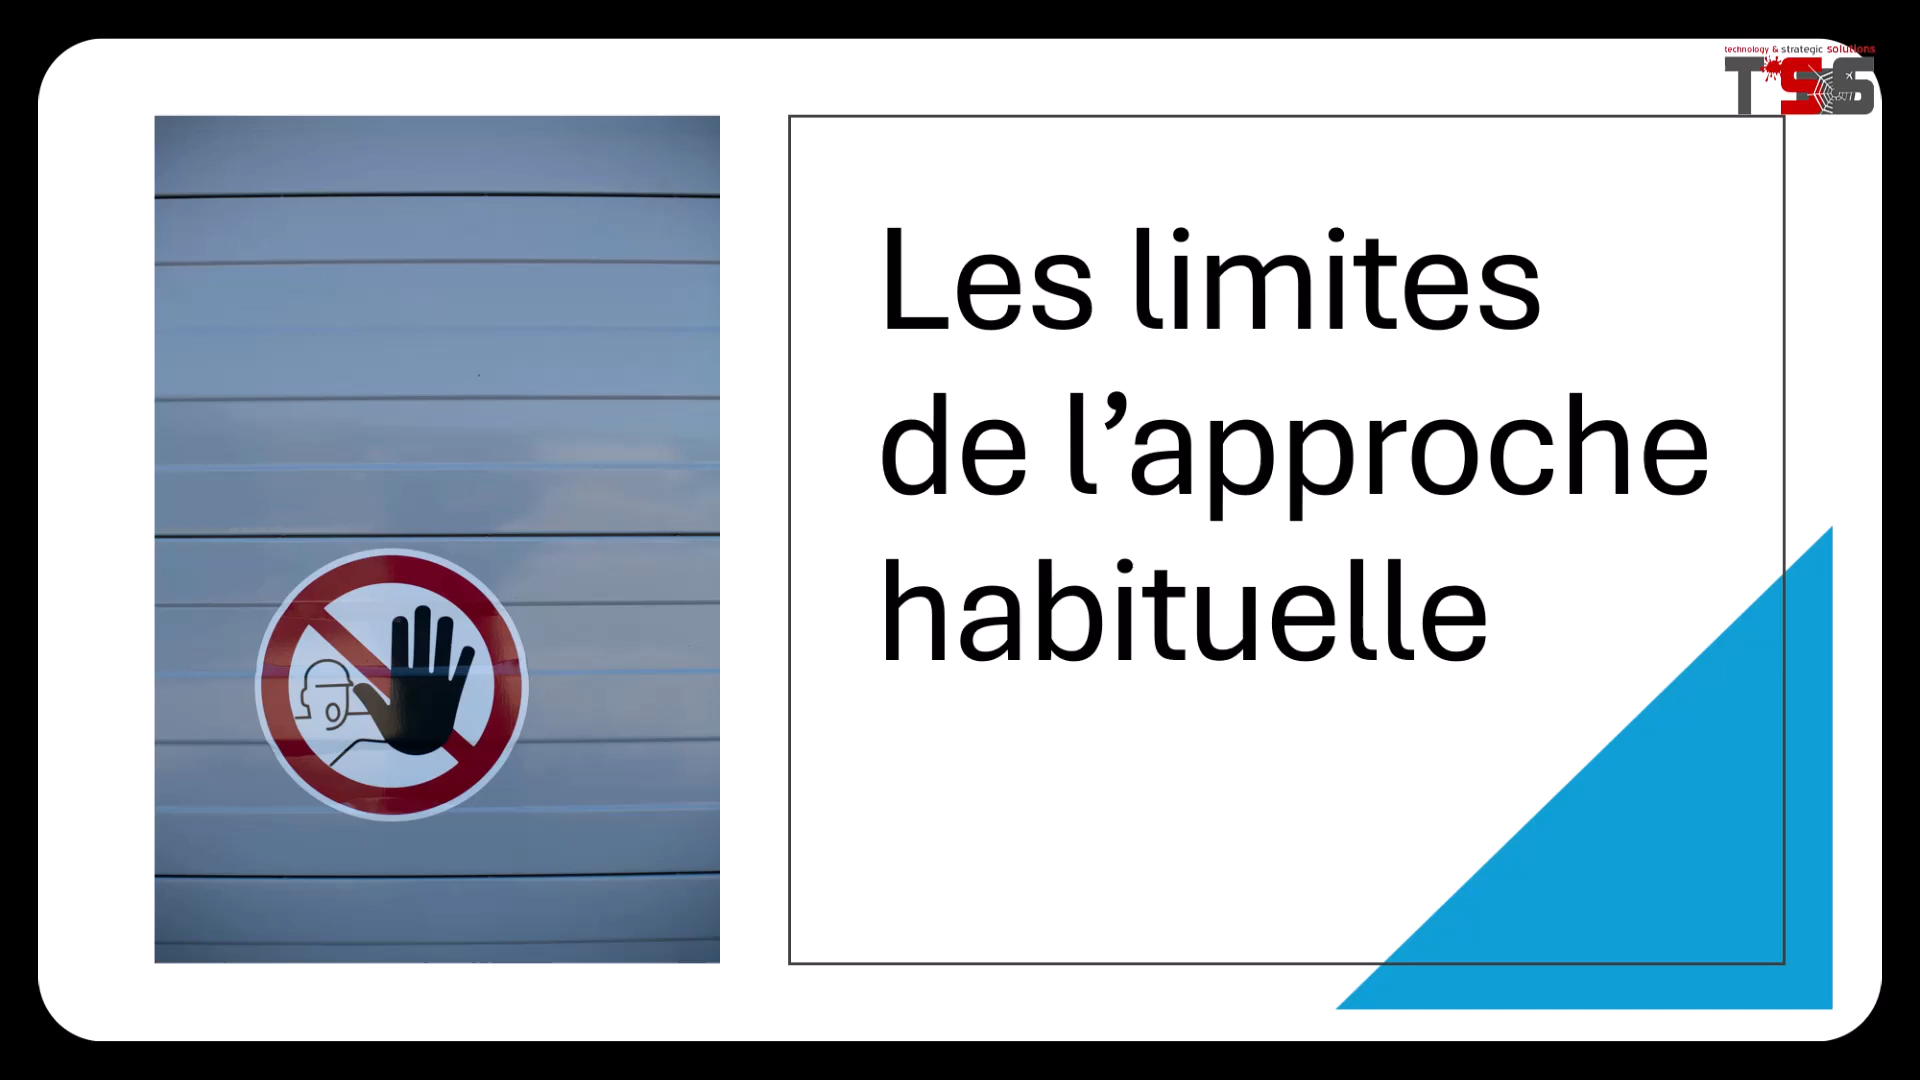 technology & strategic solutions
TSS
Les limites
de l’approche
habituelle